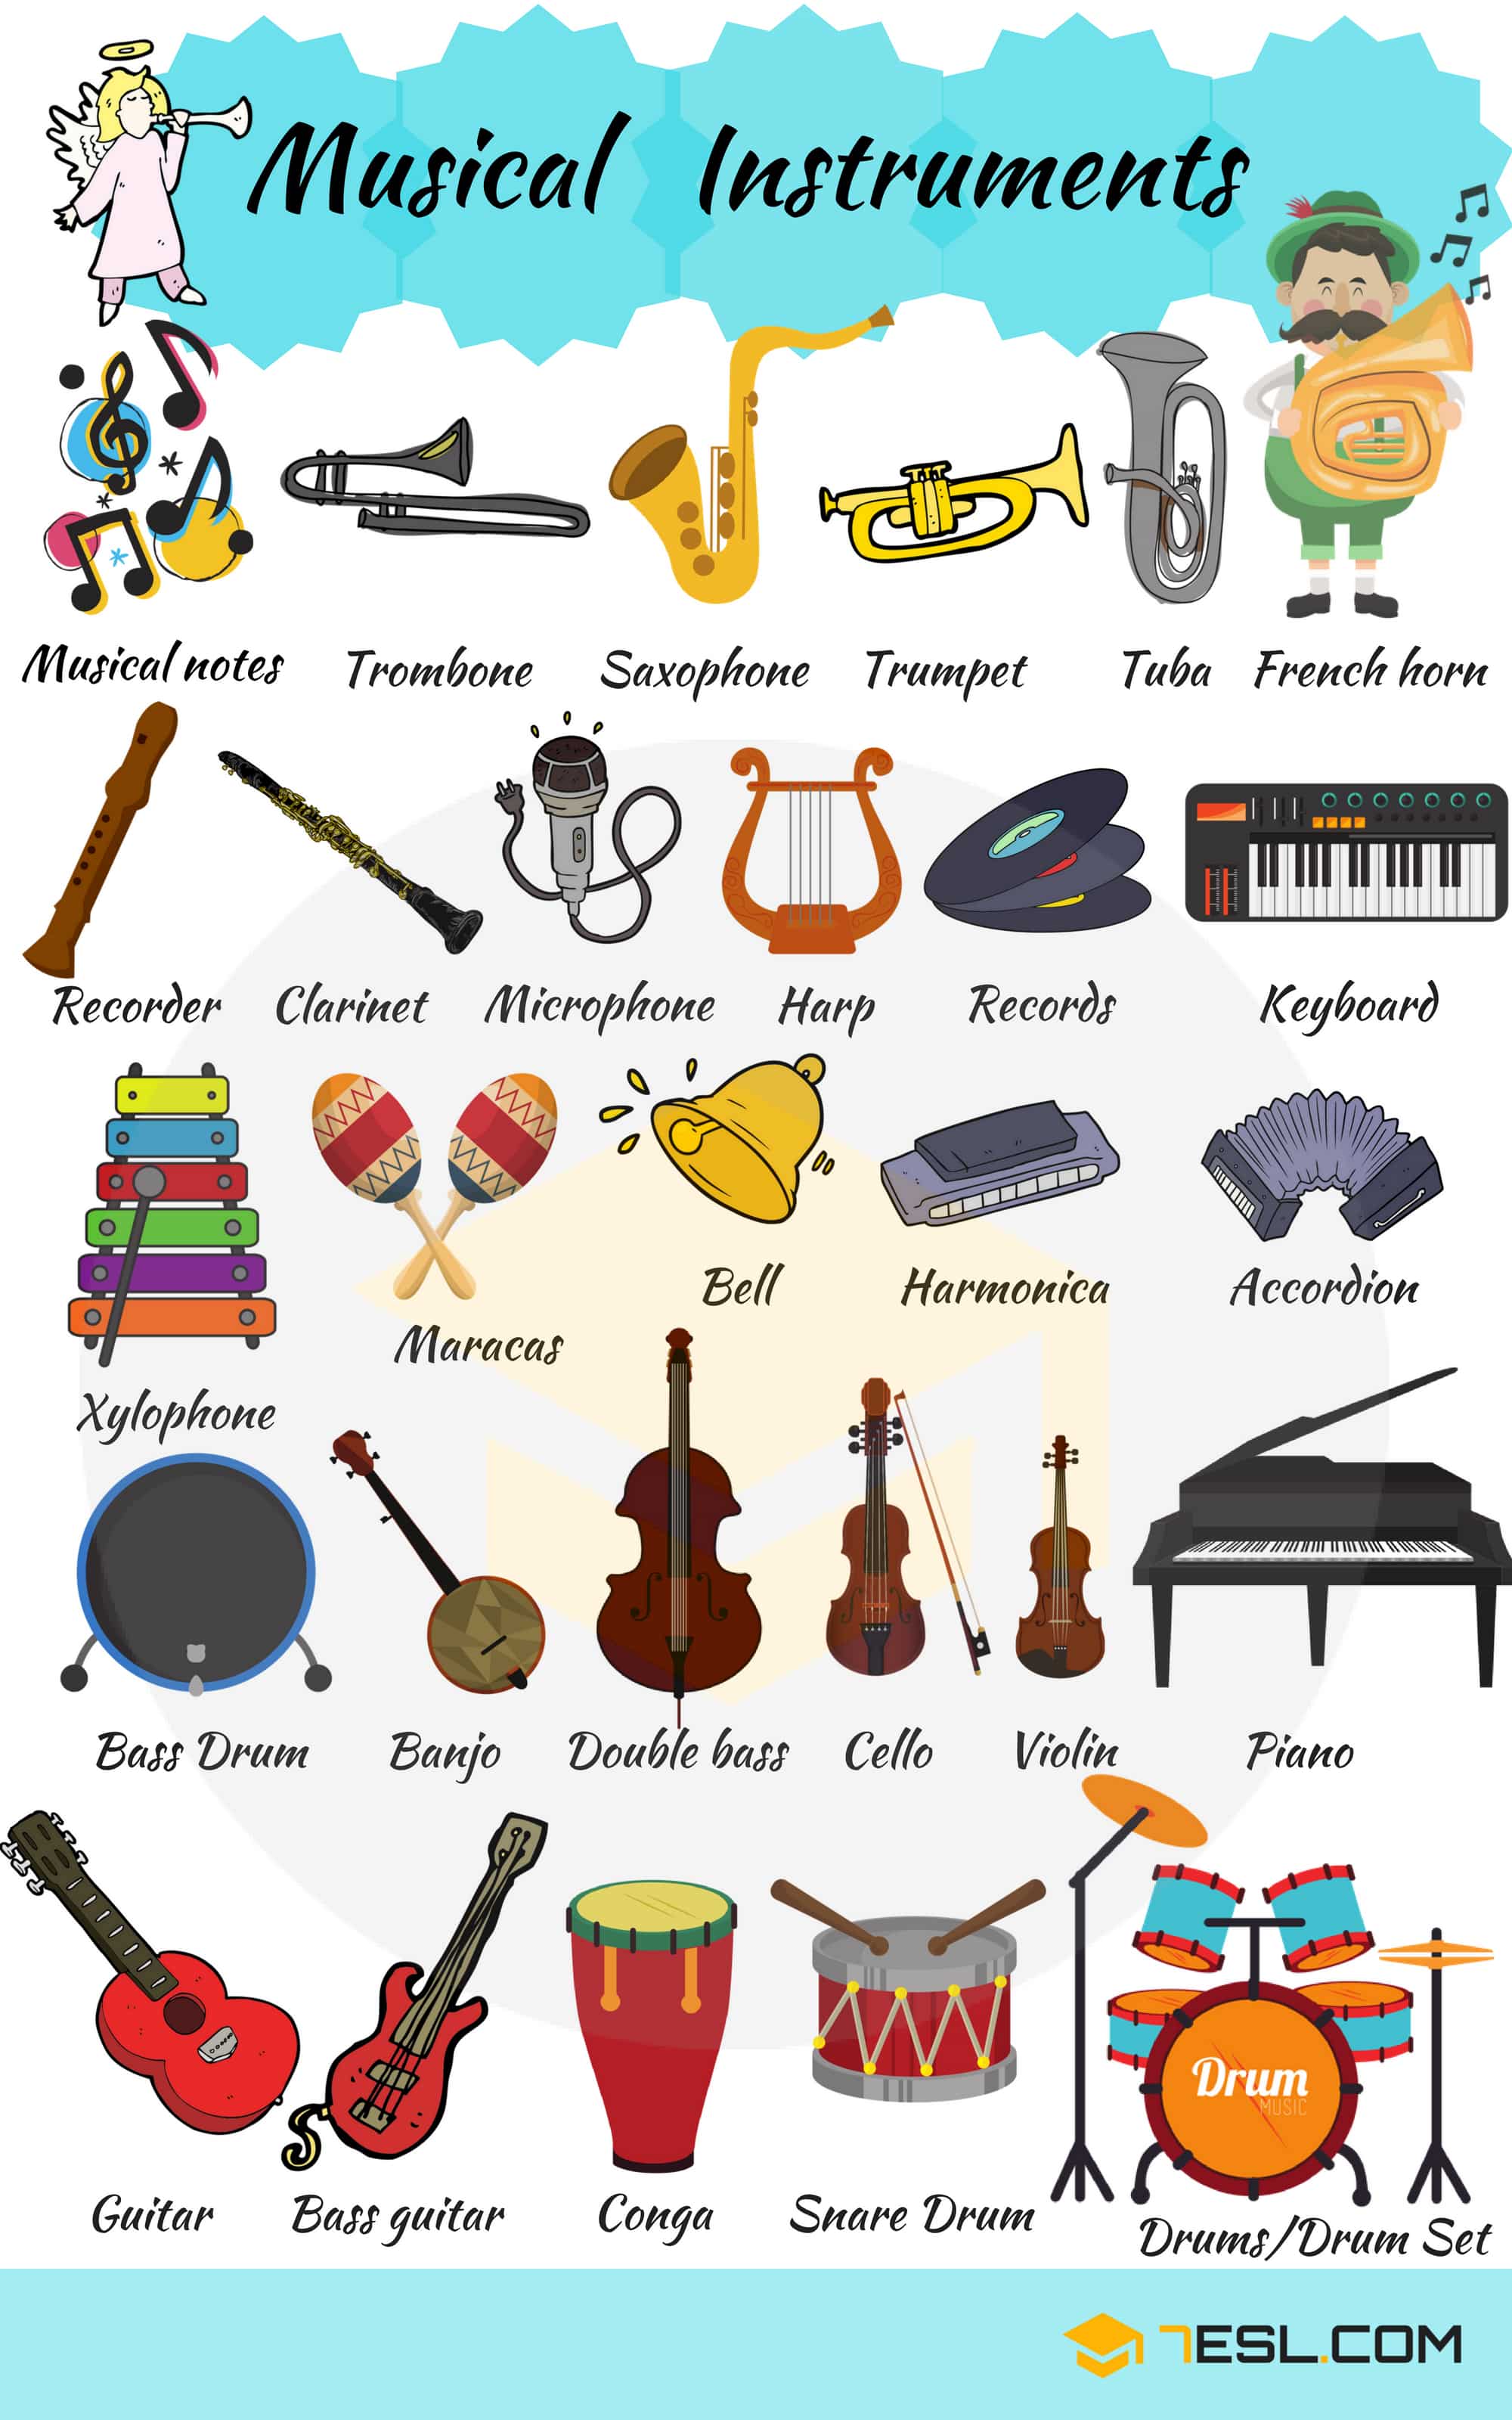 Musical Instruments
Musical notes Trombone Saxophone Trumpet Tuba French horn
Recorder Clarinet Microphone Harp Records Keyboard
Bell Harmonica Accordion
Maracas
Xylophone
Bass Drum Banjo Double bass Cello Violin Piano
Drum
MUSIC
Guitar Bass guitar Conga Snare Drum
Drums/Drum Set
7ESL.COM